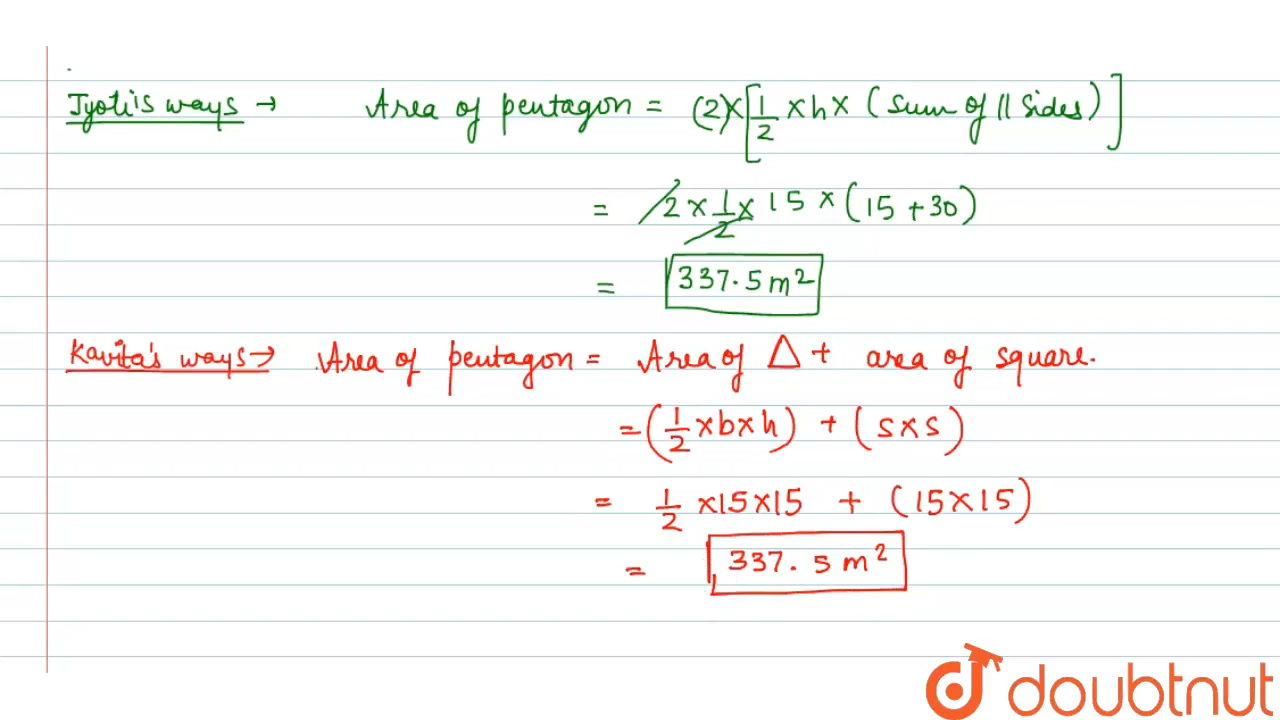 Jyoti's ways → Area of pentagon = (2)×[1/2 × h × (Sum of || Sides)]
= 2 × 1/2 × 15 × (15 + 30)
= 337.5 m²
Kavita's ways → Area of pentagon = Area of △ + area of square.
= (1/2 × b × h) + (s × s)
= 1/2 × 15 × 15 + (15 × 15)
= 337.5 m²
doubtnut